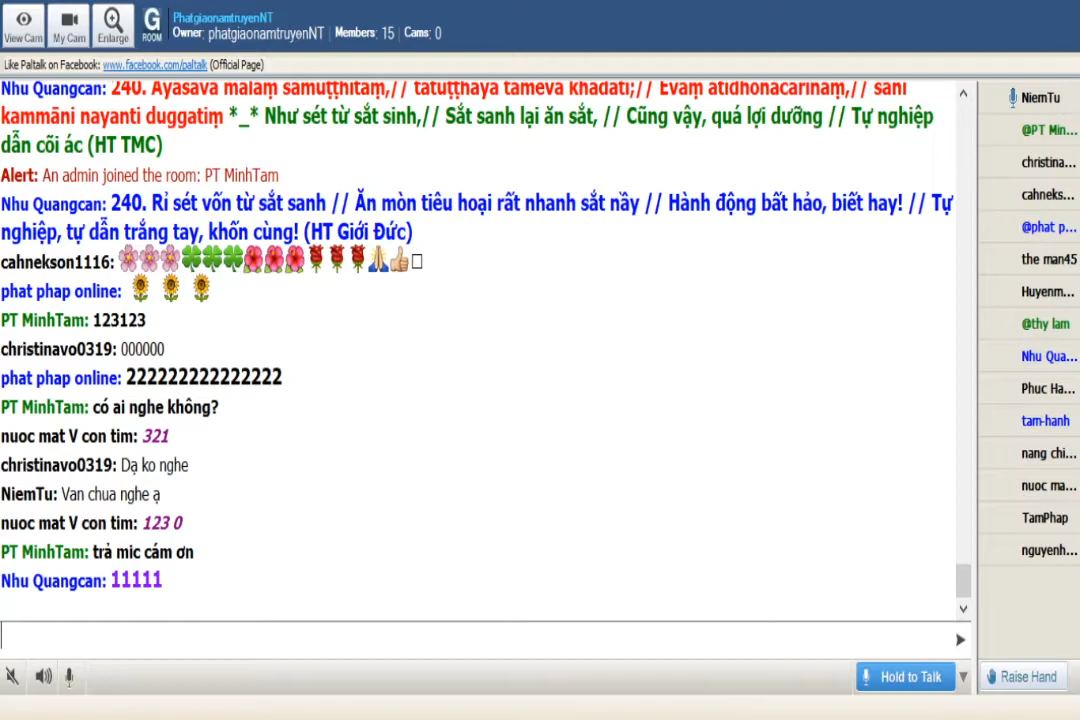 View Cam My Cam Enlarge G ROOM PhatgiaonamtruyenNT
Owner: phatgiaonamtruyenNT Members: 15 Cams: 0
Like Paltalk on Facebook: www.facebook.com/paltalk (Official Page)
Nhu Quangcan: 240. Ayasāva malaṃ samuṭṭhitaṃ,// tatuṭṭhāya tameva khādati;// Evaṃ atidhonacārinaṃ,// sāni
kammāni nayanti duggatiṃ *_* Như sét từ sắt sinh,// Sắt sanh lại ăn sắt, // Cũng vậy, quá lợi dưỡng // Tự nghiệp
dẫn cõi ác (HT TMC)
Alert: An admin joined the room: PT MinhTam
Nhu Quangcan: 240. Rỉ sét vốn từ sắt sanh // Ăn mòn tiêu hoại rất nhanh sắt nầy // Hành động bất hảo, biết hay! // Tự
nghiệp, tự dẫn trắng tay, khốn cùng! (HT Giới Đức)
cahnekson1116: 🌸🌸🌸🍀🍀🍀🌺🌺🌺🌹🌹🌹🙏👍□
phat phap online: 🌻 🌻 🌻
PT MinhTam: 123123
christinavo0319: 000000
phat phap online: 222222222222222
PT MinhTam: có ai nghe không?
nuoc mat V con tim: 321
christinavo0319: Dạ ko nghe
NiemTu: Van chua nghe ạ
nuoc mat V con tim: 123 0
PT MinhTam: trả mic cám ơn
Nhu Quangcan: 11111
NiemTu
@PT Min...
christina...
cahneks...
@phat p...
the man45
Huyenm...
@thy lam
Nhu Qua...
Phuc Ha...
tam-hanh
nang chi...
nuoc ma...
TamPhap
nguyenh...
Hold to Talk Raise Hand